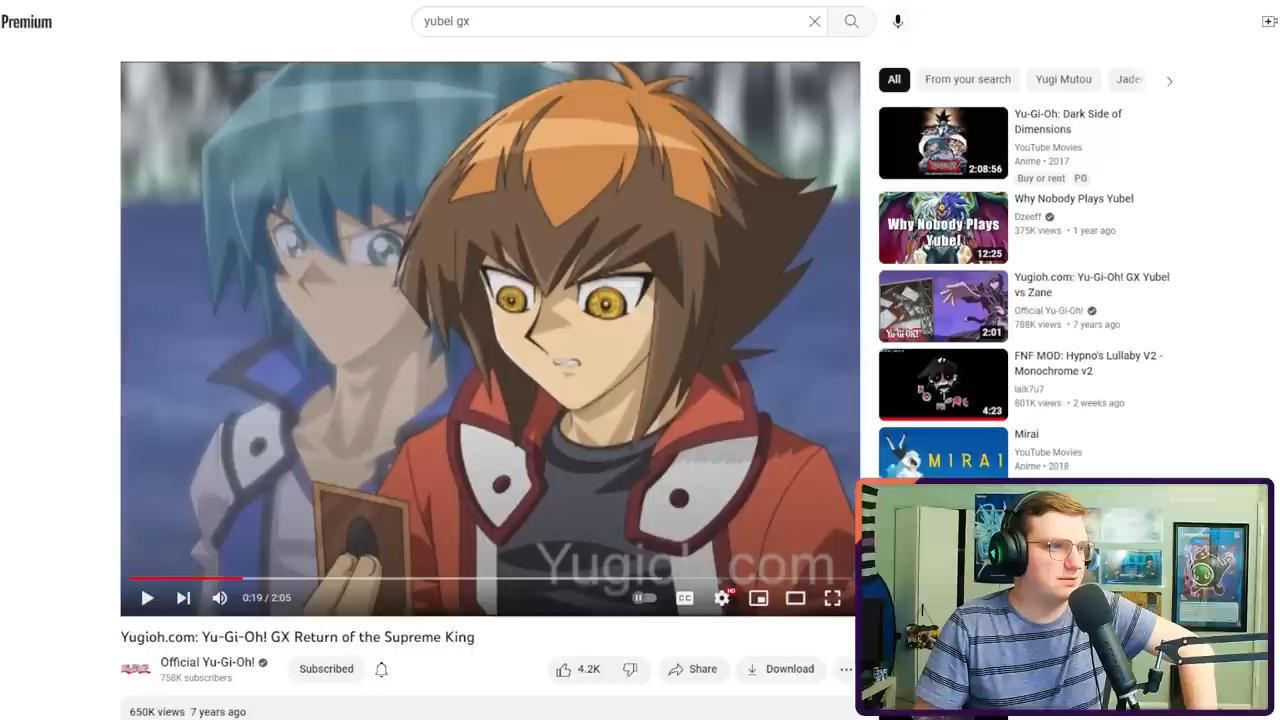 Premium
yubel gx
Yugioh.com
0:19 / 2:05
CC
HD
Yugioh.com: Yu-Gi-Oh! GX Return of the Supreme King
Official Yu-Gi-Oh!
758K subscribers
Subscribed
4.2K
Share
Download
650K views 7 years ago
All
From your search
Yugi Mutou
Jaden
2:08:56
Yu-Gi-Oh: Dark Side of
Dimensions
YouTube Movies
Anime • 2017
Buy or rent PG
Why Nobody Plays
Yubel
12:25
Why Nobody Plays Yubel
Dzeeff
375K views • 1 year ago
YU-GI-OH!
2:01
Yugioh.com: Yu-Gi-Oh! GX Yubel
vs Zane
Official Yu-Gi-Oh!
788K views • 7 years ago
4:23
FNF MOD: Hypno's Lullaby V2 -
Monochrome v2
laik7u7
801K views • 2 weeks ago
MIRAI
Mirai
YouTube Movies
Anime • 2018